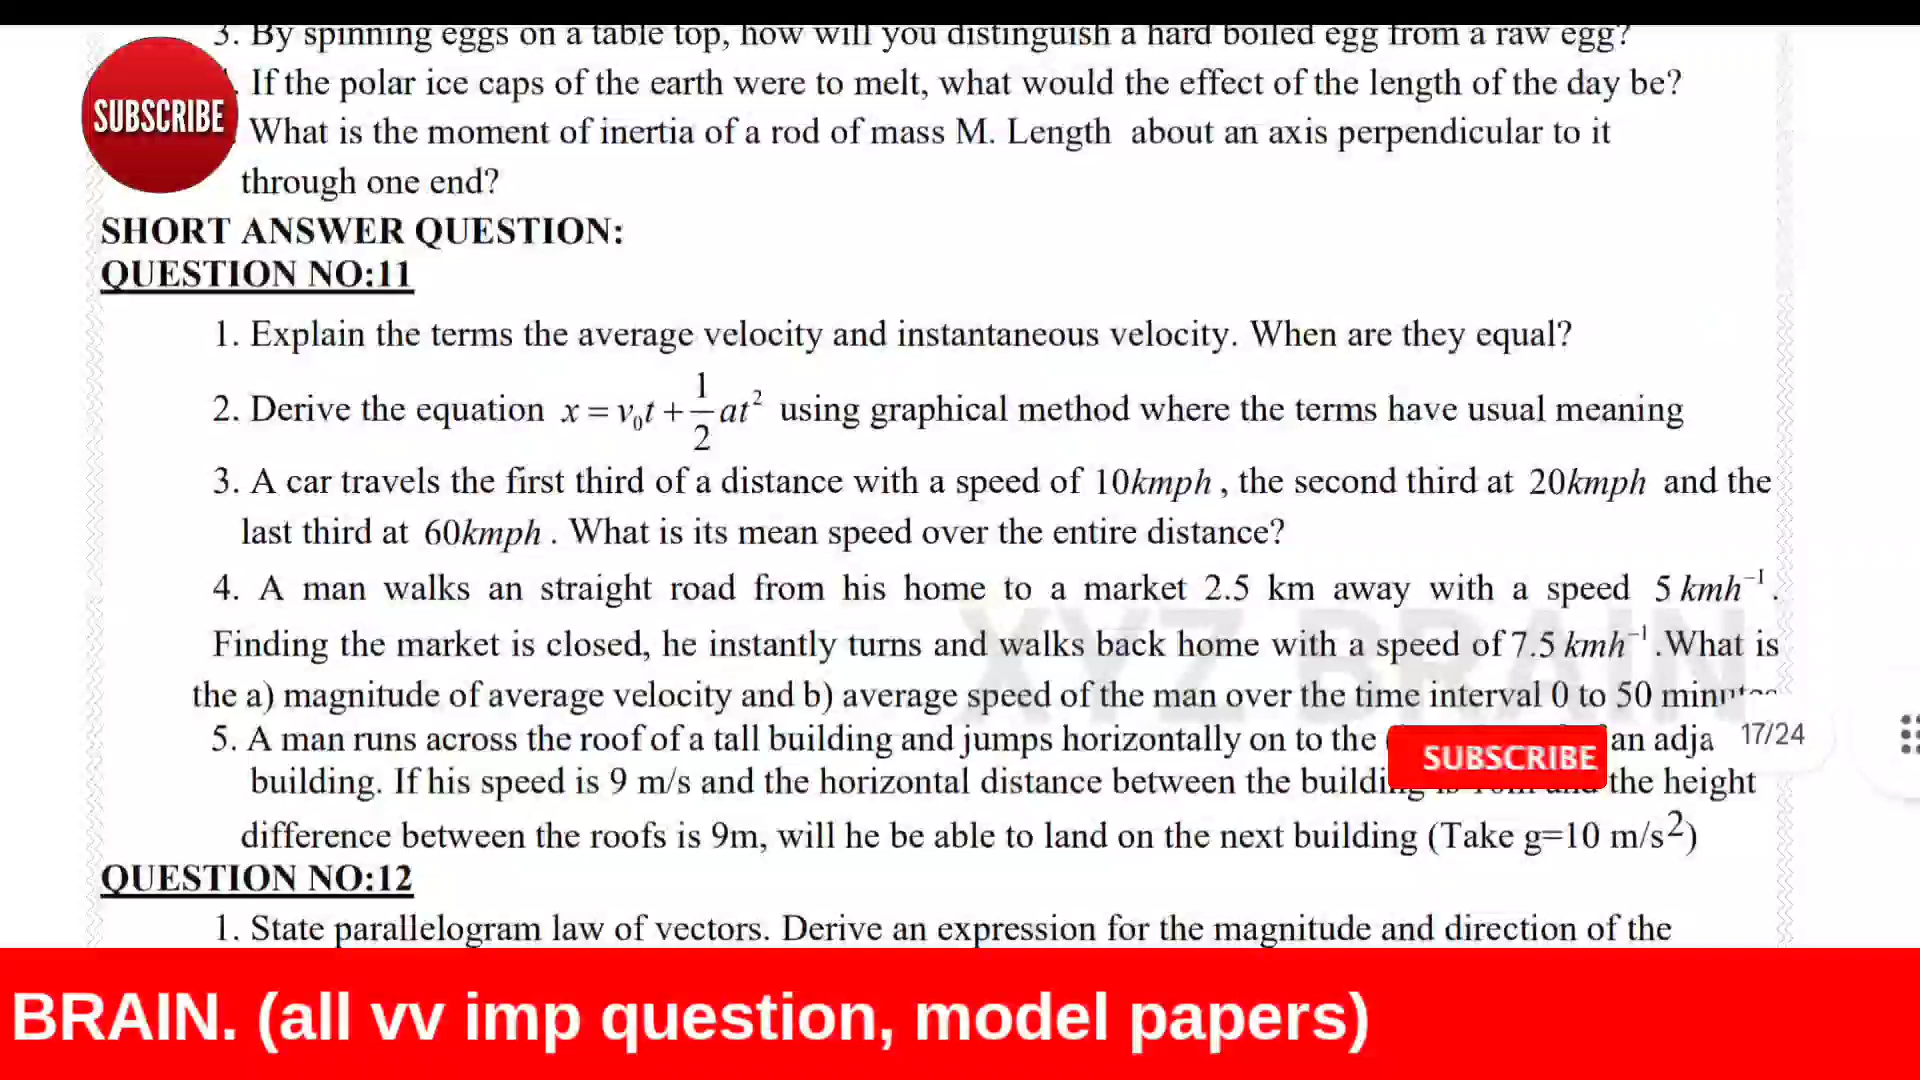 3. By spinning eggs on a table top, how will you distinguish a hard boiled egg from a raw egg?
. If the polar ice caps of the earth were to melt, what would the effect of the length of the day be?
SUBSCRIBE
. What is the moment of inertia of a rod of mass M. Length about an axis perpendicular to it
through one end?
SHORT ANSWER QUESTION:
QUESTION NO:11
1. Explain the terms the average velocity and instantaneous velocity. When are they equal?
2. Derive the equation x = v₀t + 1/2 at² using graphical method where the terms have usual meaning
3. A car travels the first third of a distance with a speed of 10kmph, the second third at 20kmph and the
last third at 60kmph. What is its mean speed over the entire distance?
4. A man walks an straight road from his home to a market 2.5 km away with a speed 5 kmh⁻¹.
Finding the market is closed, he instantly turns and walks back home with a speed of 7.5 kmh⁻¹.What is
the a) magnitude of average velocity and b) average speed of the man over the time interval 0 to 50
XYZ BRAIN
5. A man runs across the roof of a tall building and jumps horizontally on to the an adja
17/24
SUBSCRIBE
building. If his speed is 9 m/s and the horizontal distance between the the height
difference between the roofs is 9m, will he be able to land on the next building (Take g=10 m/s²)
QUESTION NO:12
1. State parallelogram law of vectors. Derive an expression for the magnitude and direction of the
BRAIN. (all vv imp question, model papers)